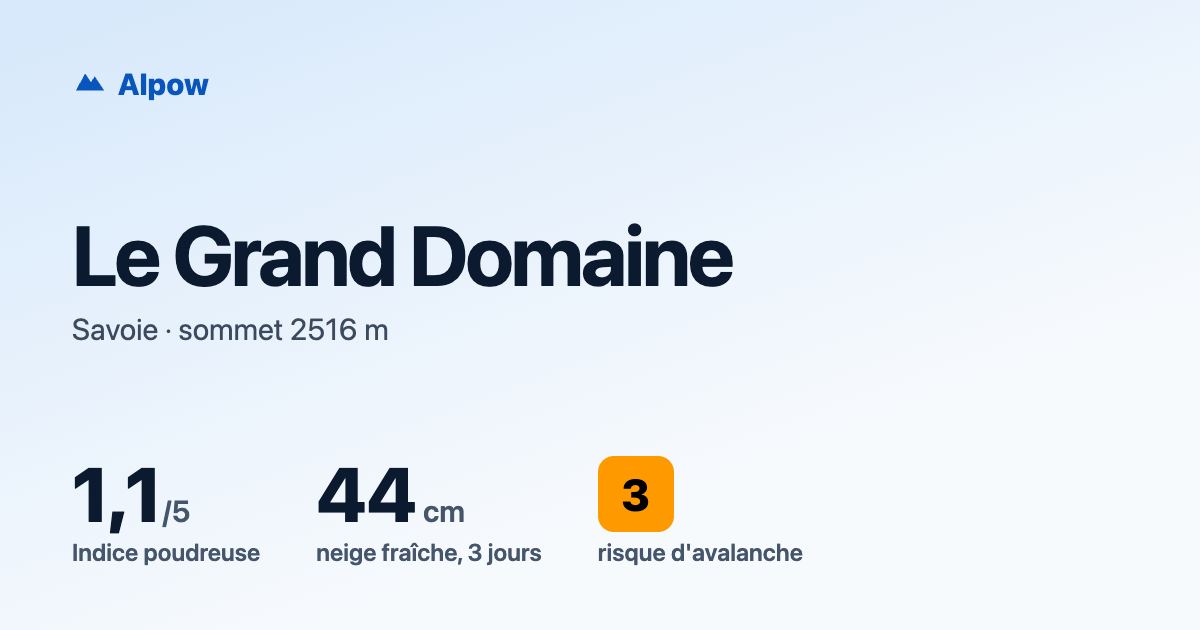 Alpow
Le Grand Domaine
Savoie · sommet 2516 m
1,1/5
Indice poudreuse
44 cm
neige fraîche, 3 jours
3
risque d'avalanche